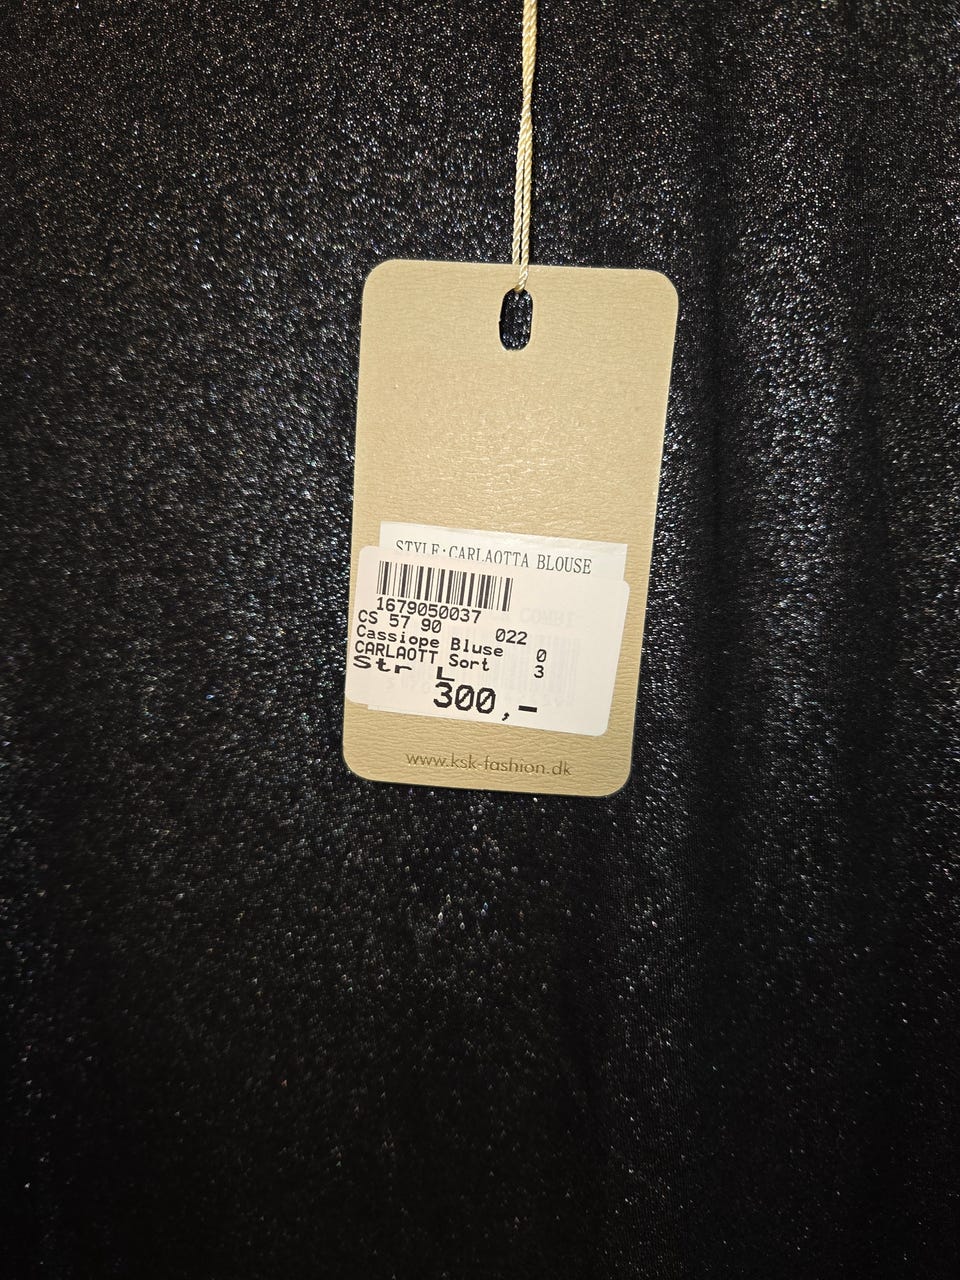 STYLE:CARLAOTTA BLOUSE
1679050037
CS 57 90 022
Cassiope Bluse 0
CARLAOTT Sort 3
Str L
300,-
www.ksk-fashion.dk